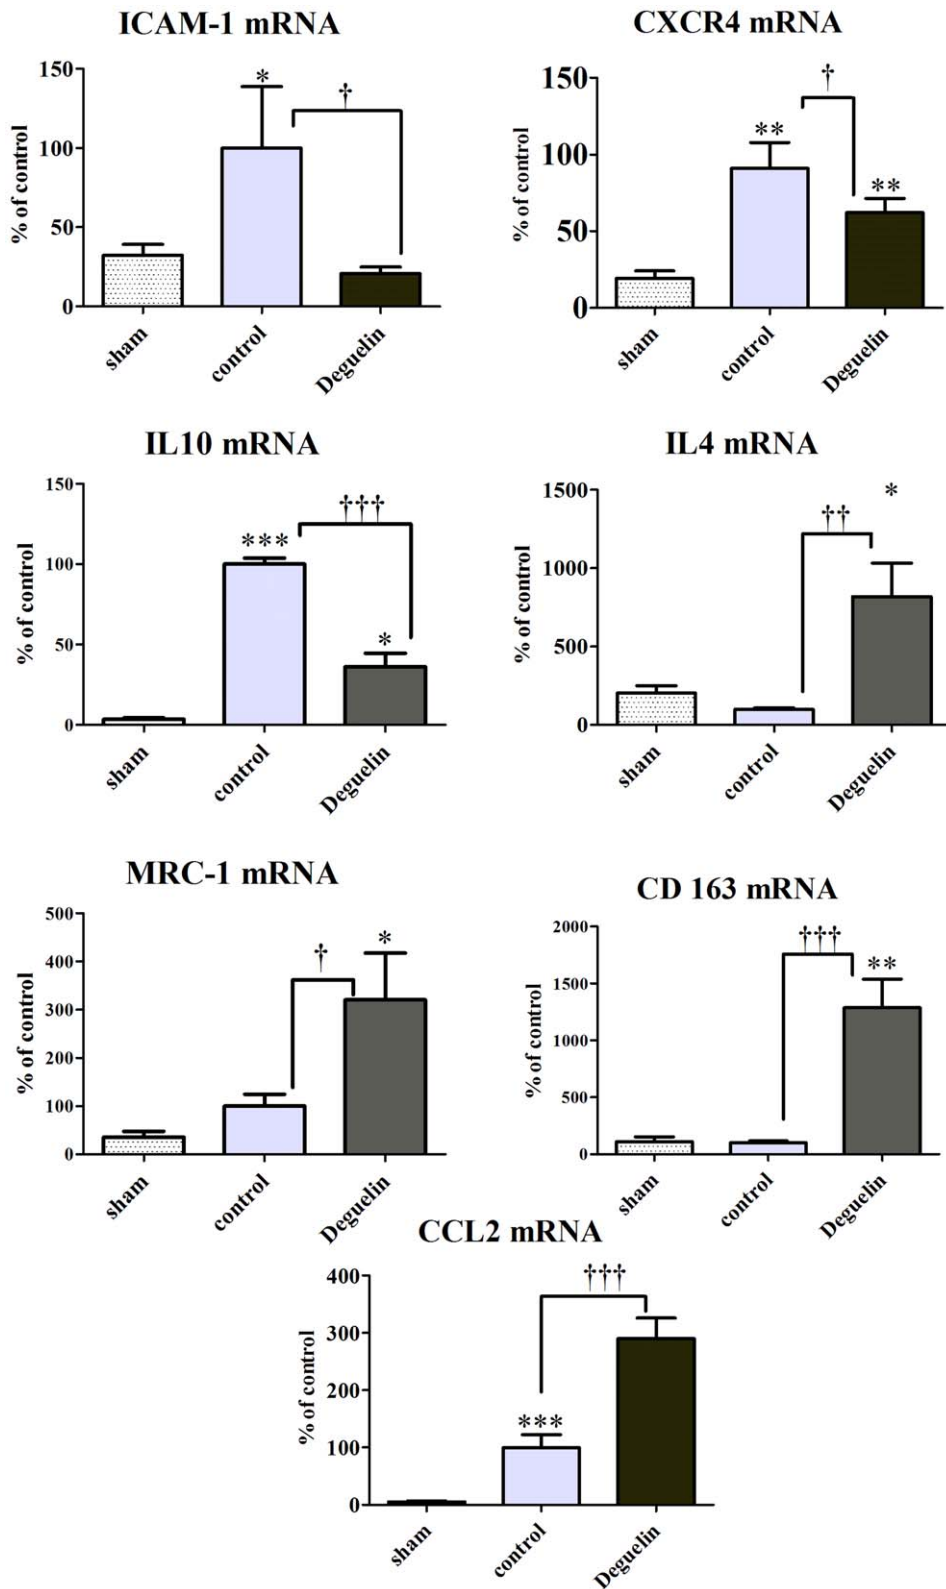 ICAM-1 mRNA
% of control
150
100
50
0
*
†
sham
control
Deguelin
CXCR4 mRNA
% of control
150
100
50
0
**
†
**
sham
control
Deguelin
IL10 mRNA
% of control
150
100
50
0
***
†††
*
sham
control
Deguelin
IL4 mRNA
% of control
1500
1000
500
0
††
*
sham
control
Deguelin
MRC-1 mRNA
% of control
500
400
300
200
100
0
†
*
sham
control
Deguelin
CD 163 mRNA
% of control
2000
1500
1000
500
0
†††
**
sham
control
Deguelin
CCL2 mRNA
% of control
400
300
200
100
0
***
†††
sham
control
Deguelin